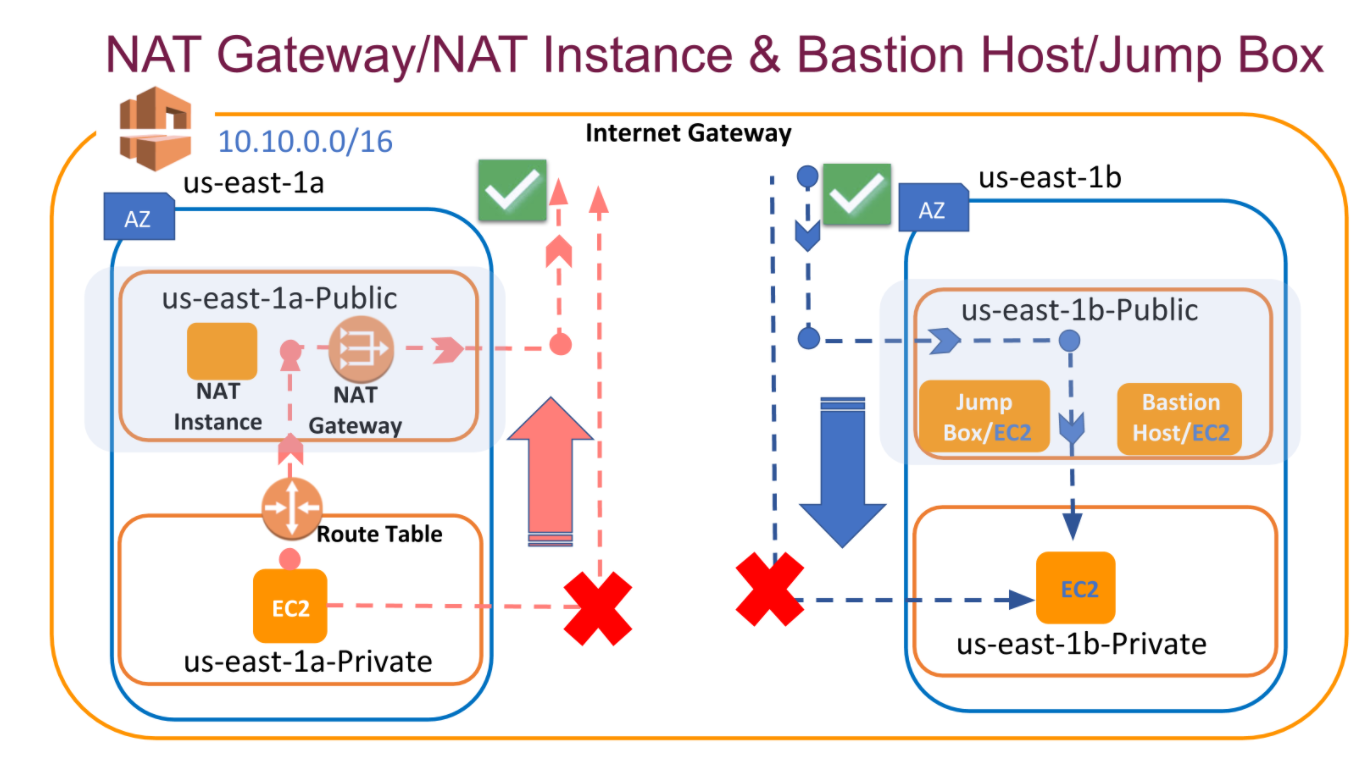 NAT Gateway/NAT Instance & Bastion Host/Jump Box
10.10.0.0/16
Internet Gateway
us-east-1a
AZ
us-east-1a-Public
NAT
Instance
NAT
Gateway
Route Table
EC2
us-east-1a-Private
us-east-1b
AZ
us-east-1b-Public
Jump
Box/EC2
Bastion
Host/EC2
EC2
us-east-1b-Private